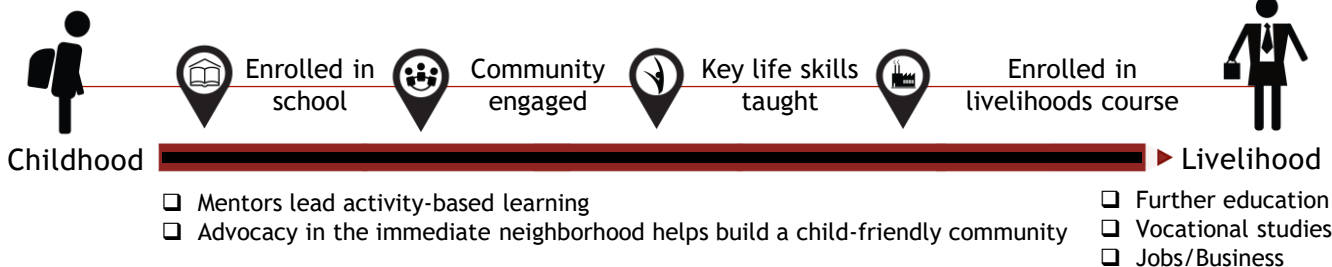 Enrolled in
school
Community
engaged
Key life skills
taught
Enrolled in
livelihoods course
Childhood
Livelihood
❑ Mentors lead activity-based learning
❑ Advocacy in the immediate neighborhood helps build a child-friendly community
❑ Further education
❑ Vocational studies
❑ Jobs/Business